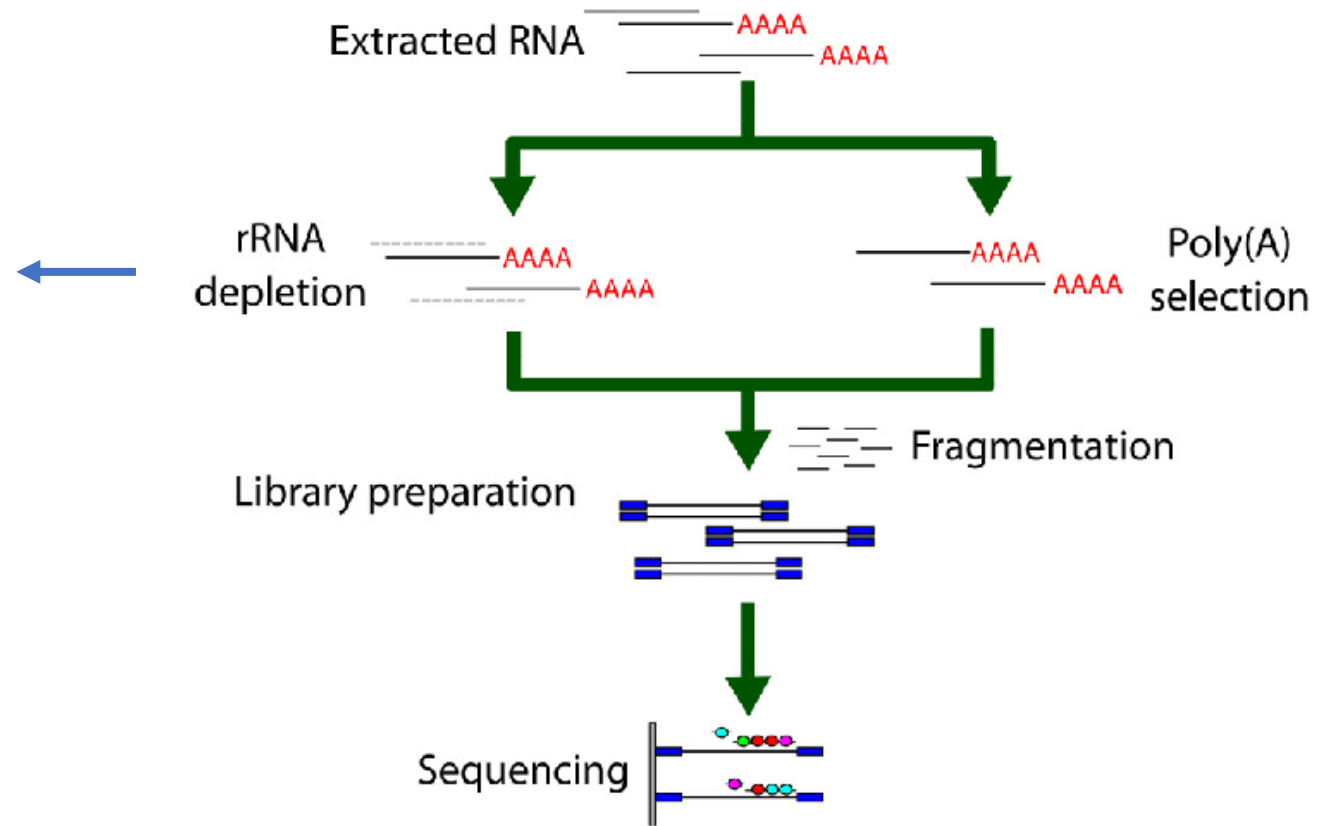 Extracted RNA
AAAA
AAAA
rRNA
depletion
AAAA
AAAA
AAAA
AAAA
Poly(A)
selection
Fragmentation
Library preparation
Sequencing